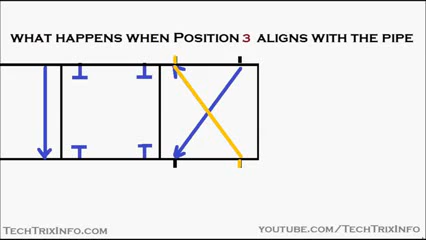 what happens when Position 3 aligns with the pipe
TechTrixInfo.com
youtube.com/TechTrixInfo